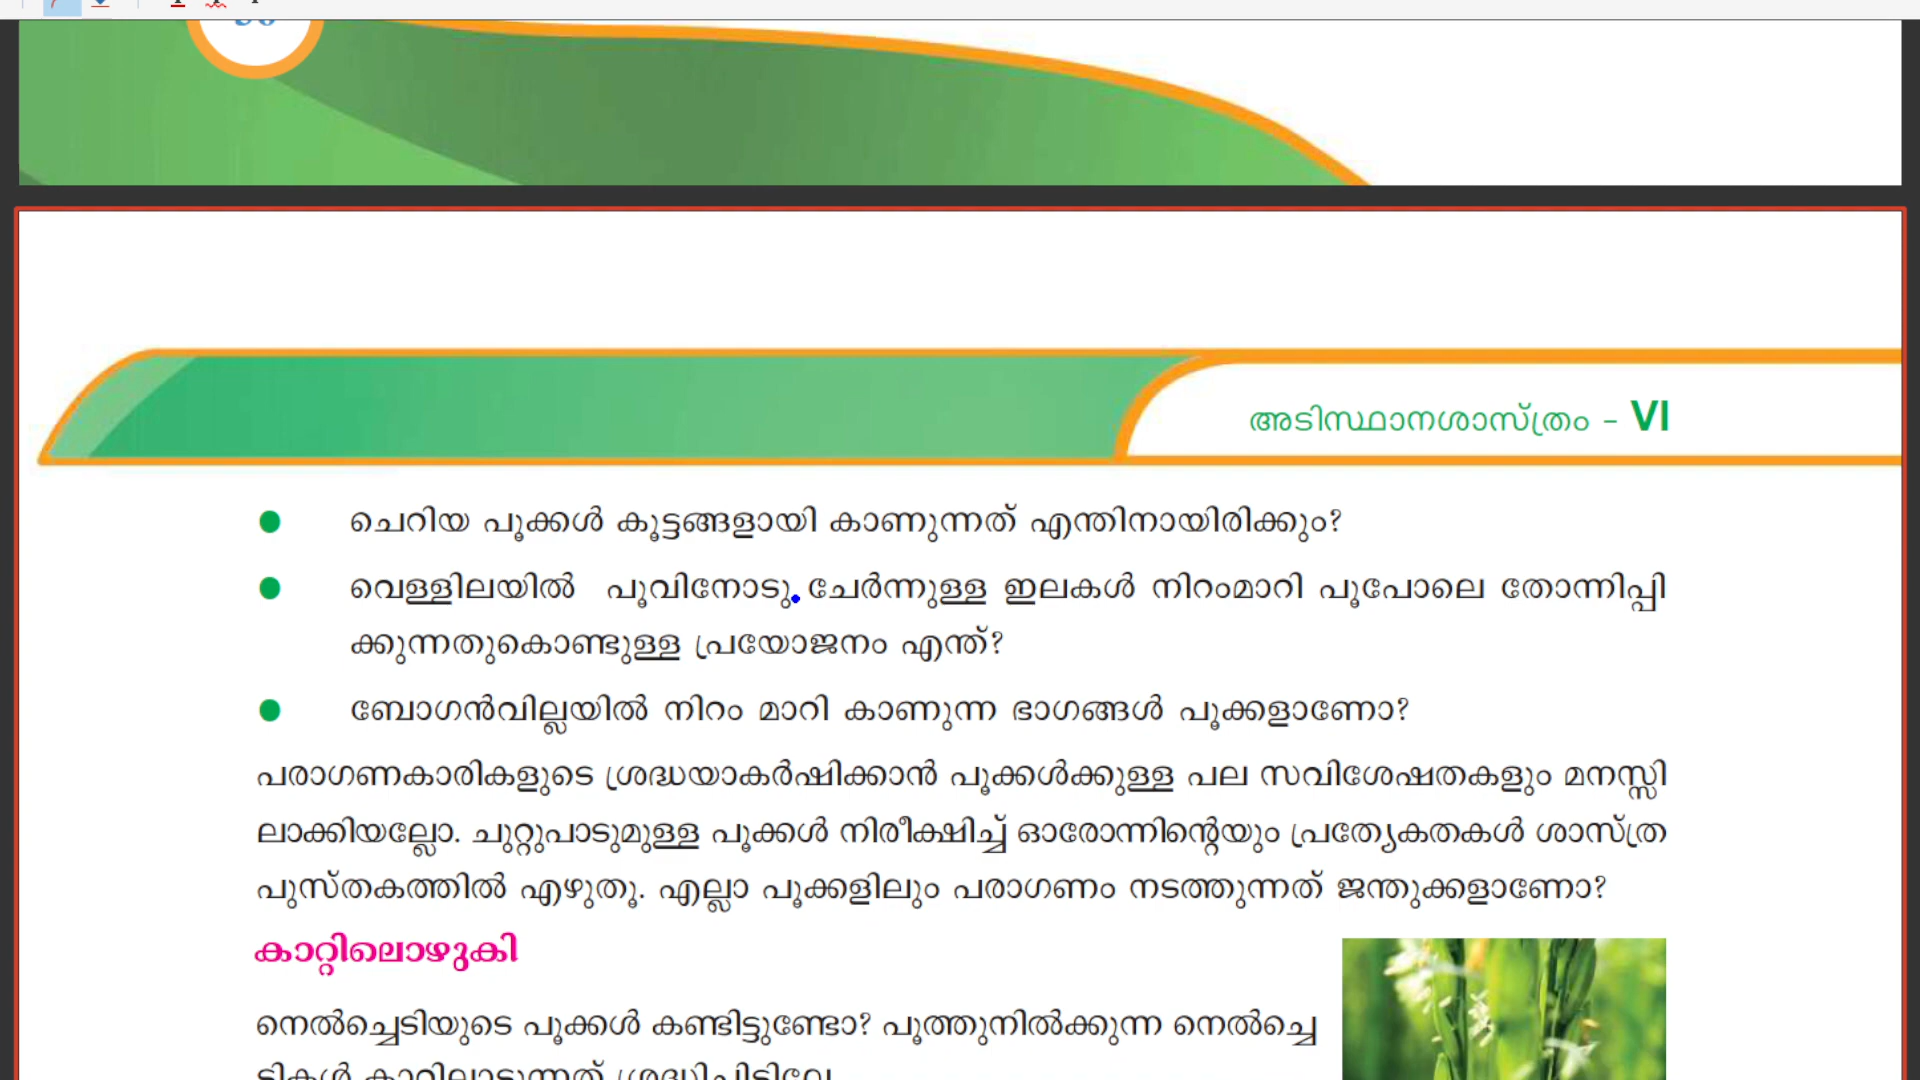 അടിസ്ഥാനശാസ്ത്രം - VI
● ചെറിയ പൂക്കൾ കൂട്ടങ്ങളായി കാണുന്നത് എന്തിനായിരിക്കും?
● വെള്ളിലയിൽ പൂവിനോടു ചേർന്നുള്ള ഇലകൾ നിറംമാറി പൂപോലെ തോന്നിപ്പി
ക്കുന്നതുകൊണ്ടുള്ള പ്രയോജനം എന്ത്?
● ബോഗൻവില്ലയിൽ നിറം മാറി കാണുന്ന ഭാഗങ്ങൾ പൂക്കളാണോ?
പരാഗണകാരികളുടെ ശ്രദ്ധയാകർഷിക്കാൻ പൂക്കൾക്കുള്ള പല സവിശേഷതകളും മനസ്സി
ലാക്കിയല്ലോ. ചുറ്റുപാടുമുള്ള പൂക്കൾ നിരീക്ഷിച്ച് ഓരോന്നിന്റെയും പ്രത്യേകതകൾ ശാസ്ത്ര
പുസ്തകത്തിൽ എഴുതൂ. എല്ലാ പൂക്കളിലും പരാഗണം നടത്തുന്നത് ജന്തുക്കളാണോ?
കാറ്റിലൊഴുകി
നെൽച്ചെടിയുടെ പൂക്കൾ കണ്ടിട്ടുണ്ടോ? പൂത്തുനിൽക്കുന്ന നെൽച്ചെ